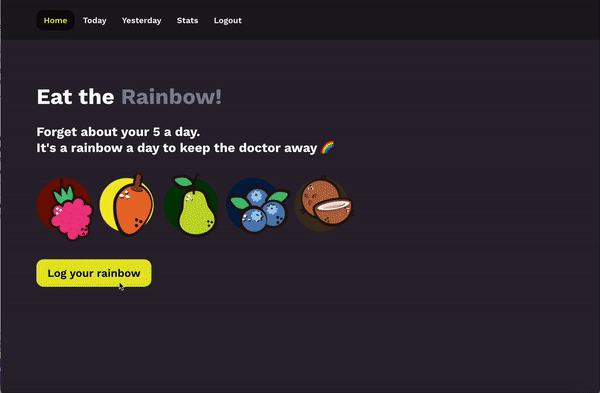 Home Today Yesterday Stats Logout
Eat the Rainbow!
Forget about your 5 a day.
It's a rainbow a day to keep the doctor away 🌈
Log your rainbow